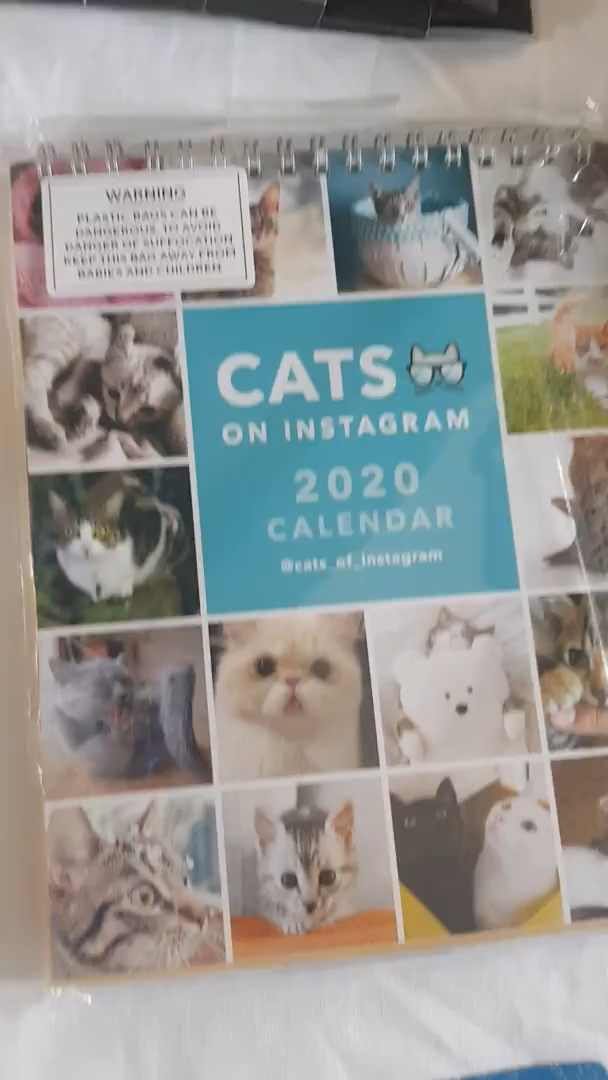 WARNING
PLASTIC BAGS CAN BE
DANGEROUS. TO AVOID
DANGER OF SUFFOCATION
KEEP THIS BAG AWAY FROM
BABIES AND CHILDREN
CATS
ON INSTAGRAM
2020
CALENDAR
@cats_of_instagram